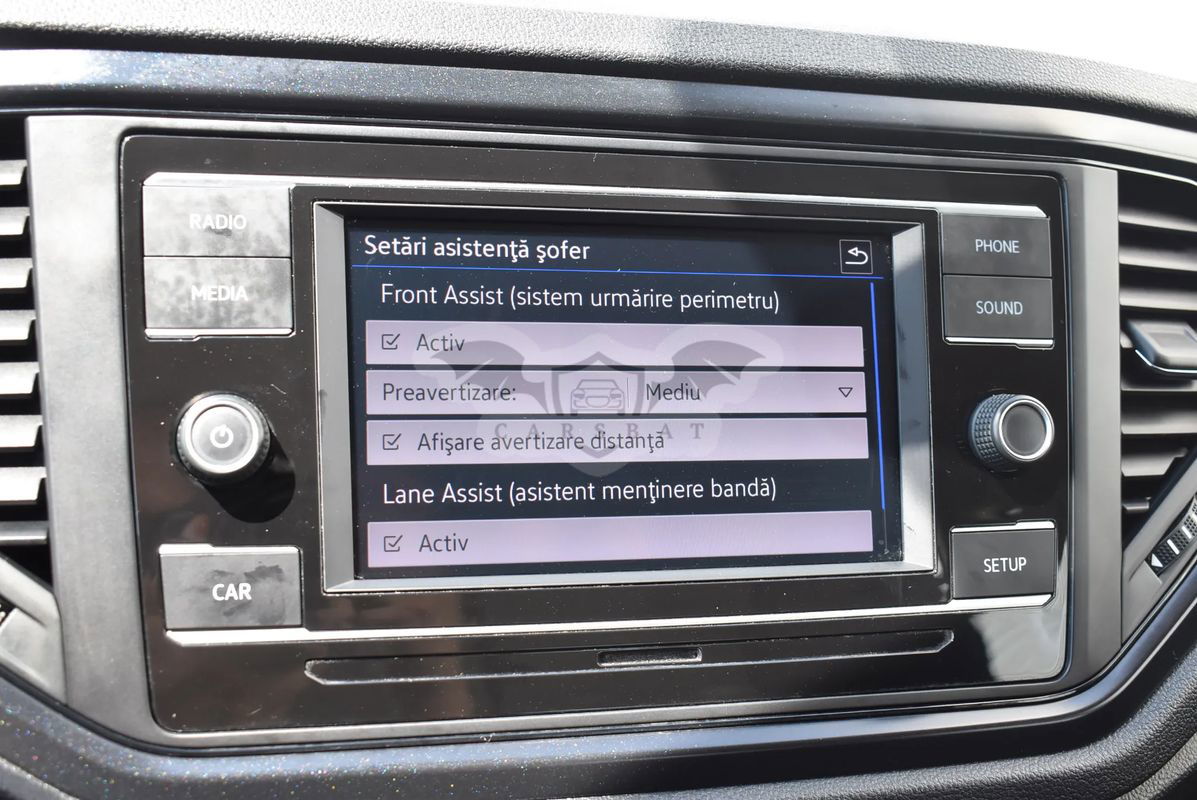 RADIO
MEDIA
CAR
Setări asistenţă şofer
Front Assist (sistem urmărire perimetru)
Activ
Preavertizare: Mediu
Afişare avertizare distanţă
CARSBAT
Lane Assist (asistent menţinere bandă)
Activ
PHONE
SOUND
SETUP